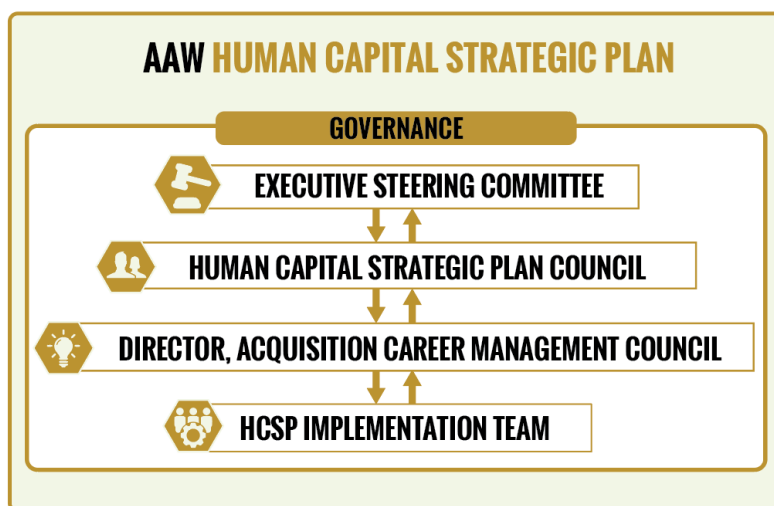 AAW HUMAN CAPITAL STRATEGIC PLAN
GOVERNANCE
EXECUTIVE STEERING COMMITTEE
HUMAN CAPITAL STRATEGIC PLAN COUNCIL
DIRECTOR, ACQUISITION CAREER MANAGEMENT COUNCIL
HCSP IMPLEMENTATION TEAM